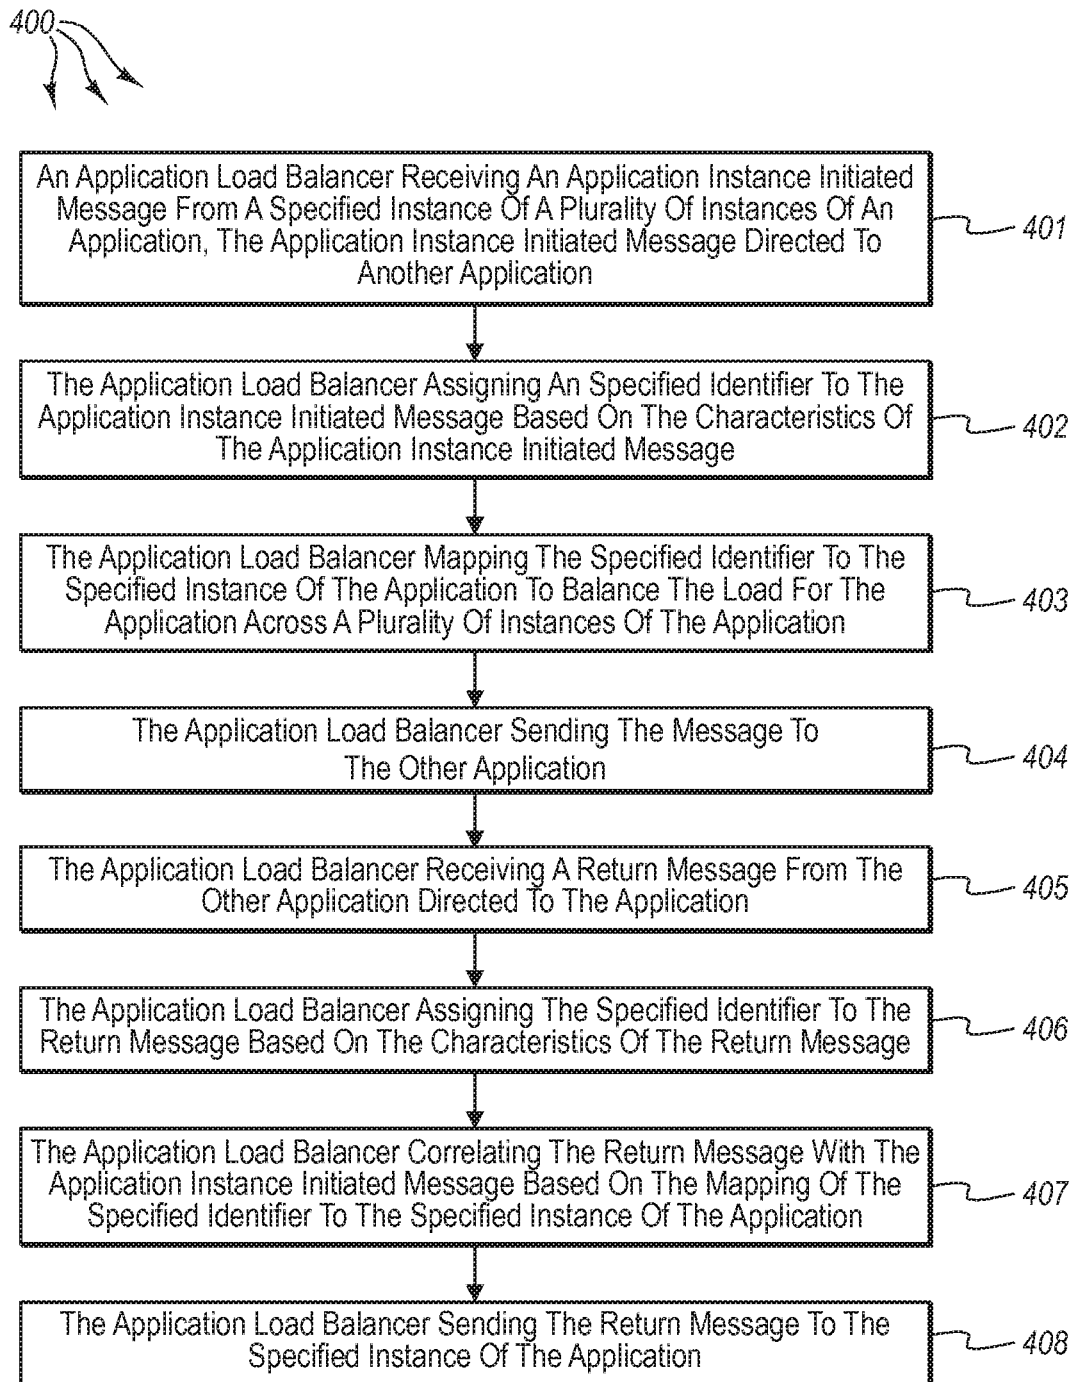 400
An Application Load Balancer Receiving An Application Instance Initiated
Message From A Specified Instance Of A Plurality Of Instances Of An
Application, The Application Instance Initiated Message Directed To
Another Application
401
The Application Load Balancer Assigning An Specified Identifier To The
Application Instance Initiated Message Based On The Characteristics Of
The Application Instance Initiated Message
402
The Application Load Balancer Mapping The Specified Identifier To The
Specified Instance Of The Application To Balance The Load For The
Application Across A Plurality Of Instances Of The Application
403
The Application Load Balancer Sending The Message To
The Other Application
404
The Application Load Balancer Receiving A Return Message From The
Other Application Directed To The Application
405
The Application Load Balancer Assigning The Specified Identifier To The
Return Message Based On The Characteristics Of The Return Message
406
The Application Load Balancer Correlating The Return Message With The
Application Instance Initiated Message Based On The Mapping Of The
Specified Identifier To The Specified Instance Of The Application
407
The Application Load Balancer Sending The Return Message To The
Specified Instance Of The Application
408